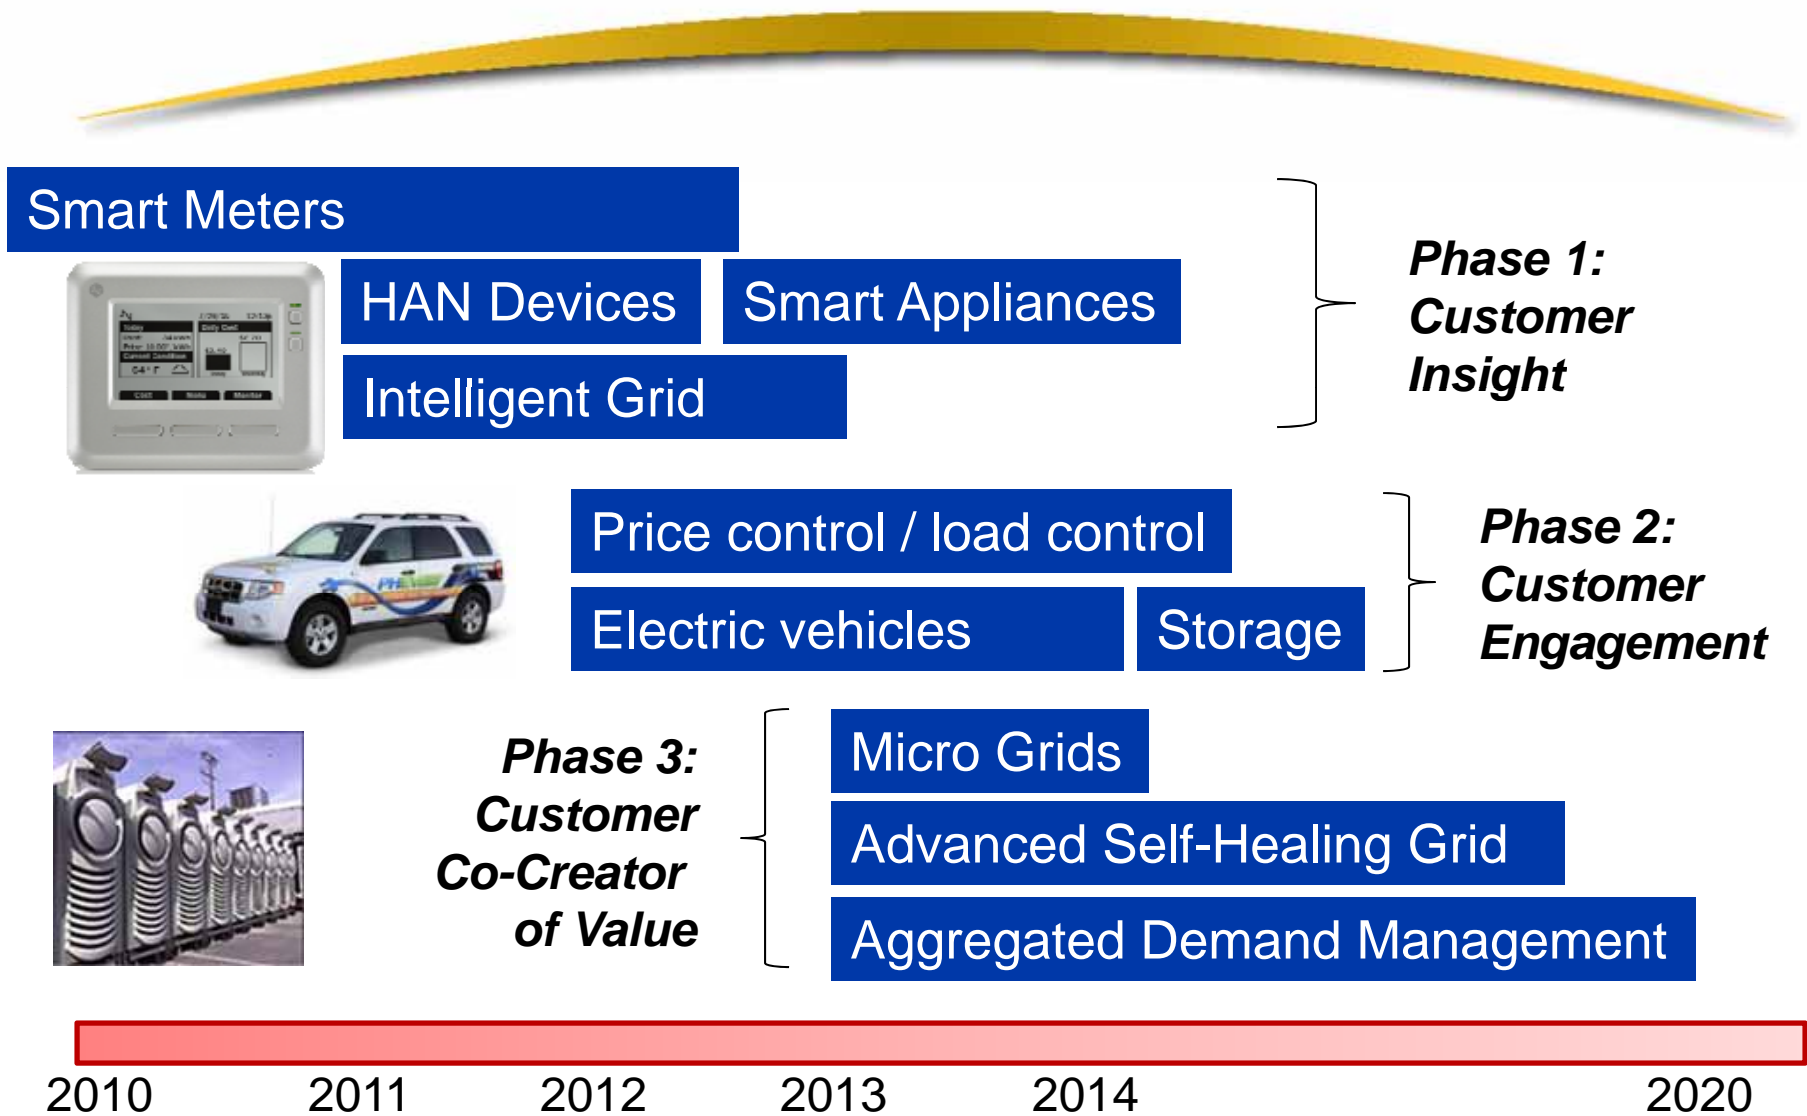 Smart Meters
HAN Devices
Smart Appliances
Intelligent Grid
Phase 1:
Customer
Insight
Price control / load control
Electric vehicles
Storage
Phase 2:
Customer
Engagement
Phase 3:
Customer
Co-Creator
of Value
Micro Grids
Advanced Self-Healing Grid
Aggregated Demand Management
2010 2011 2012 2013 2014 2020